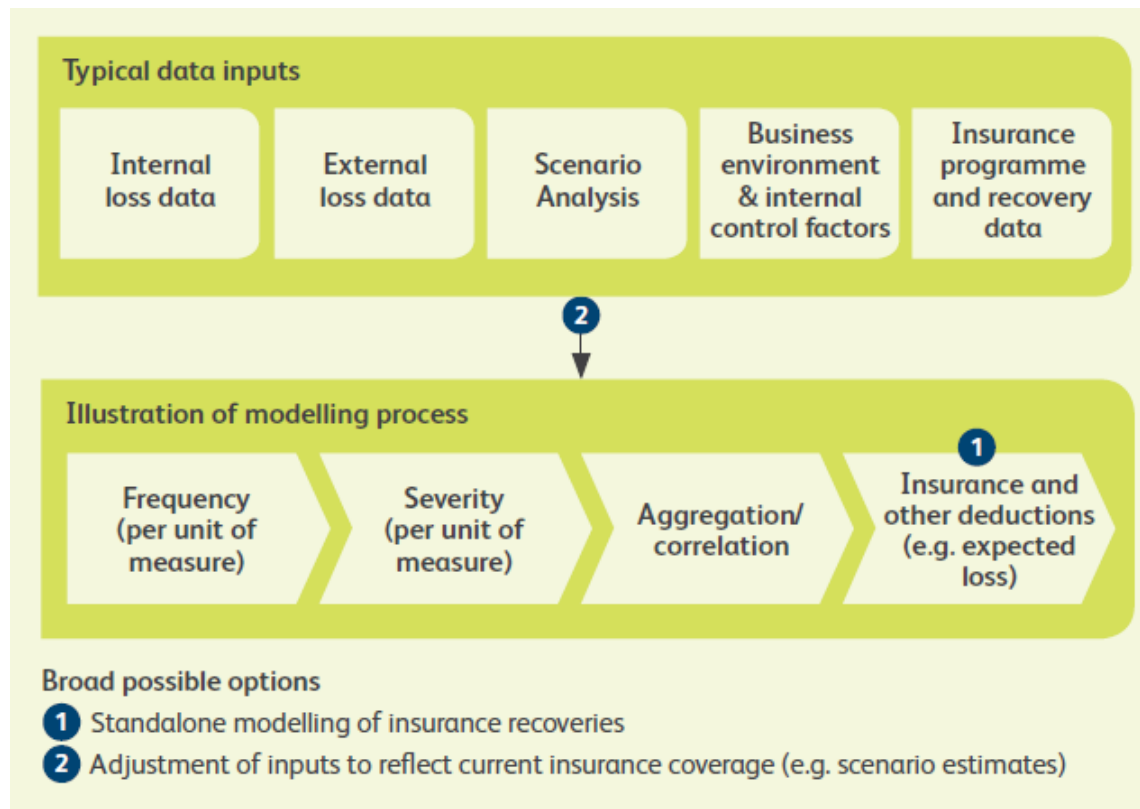 Typical data inputs
Internal
loss data
External
loss data
Scenario
Analysis
Business
environment
& internal
control factors
Insurance
programme
and recovery
data
2
Illustration of modelling process
Frequency
(per unit of
measure)
Severity
(per unit of
measure)
Aggregation/
correlation
1
Insurance and
other deductions
(e.g. expected
loss)
Broad possible options
1 Standalone modelling of insurance recoveries
2 Adjustment of inputs to reflect current insurance coverage (e.g. scenario estimates)